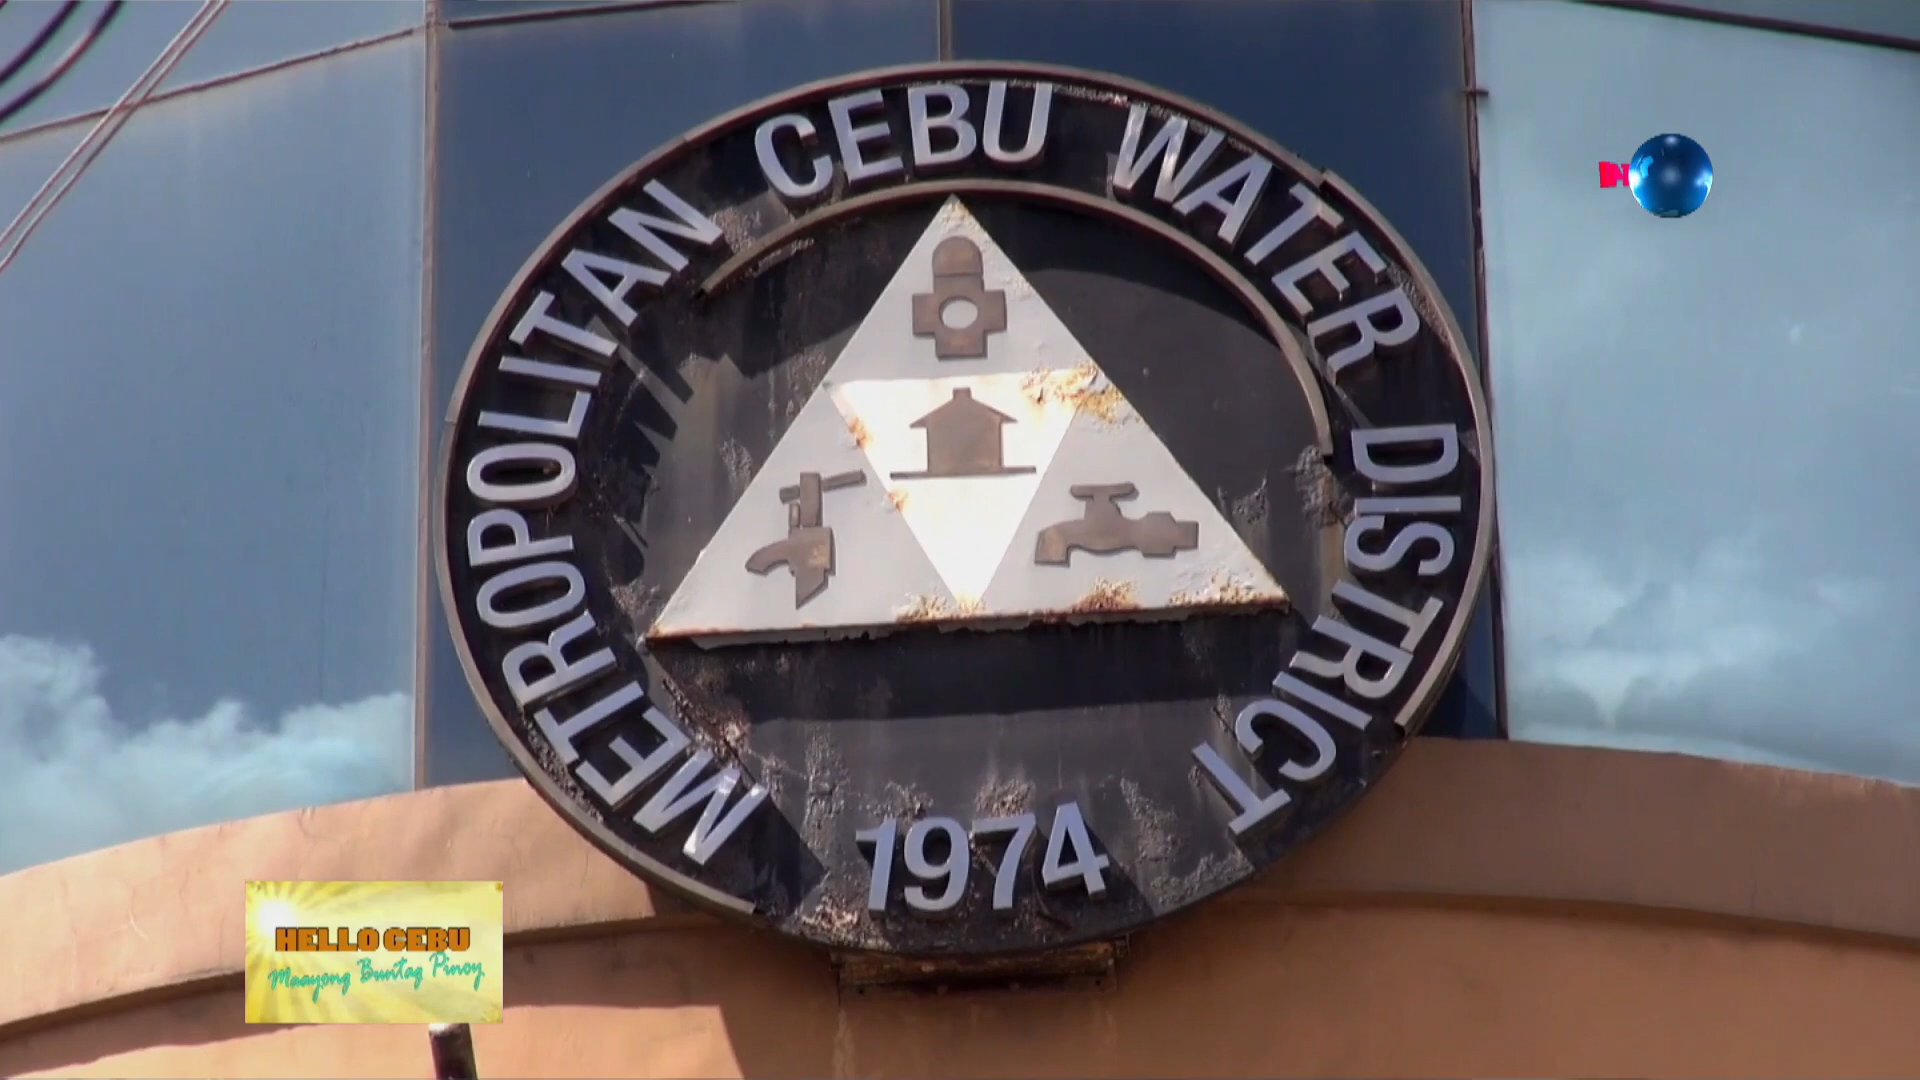 METROPOLITAN CEBU WATER DISTRICT
1974
HELLO CEBU
Maayong Buntag Pinoy